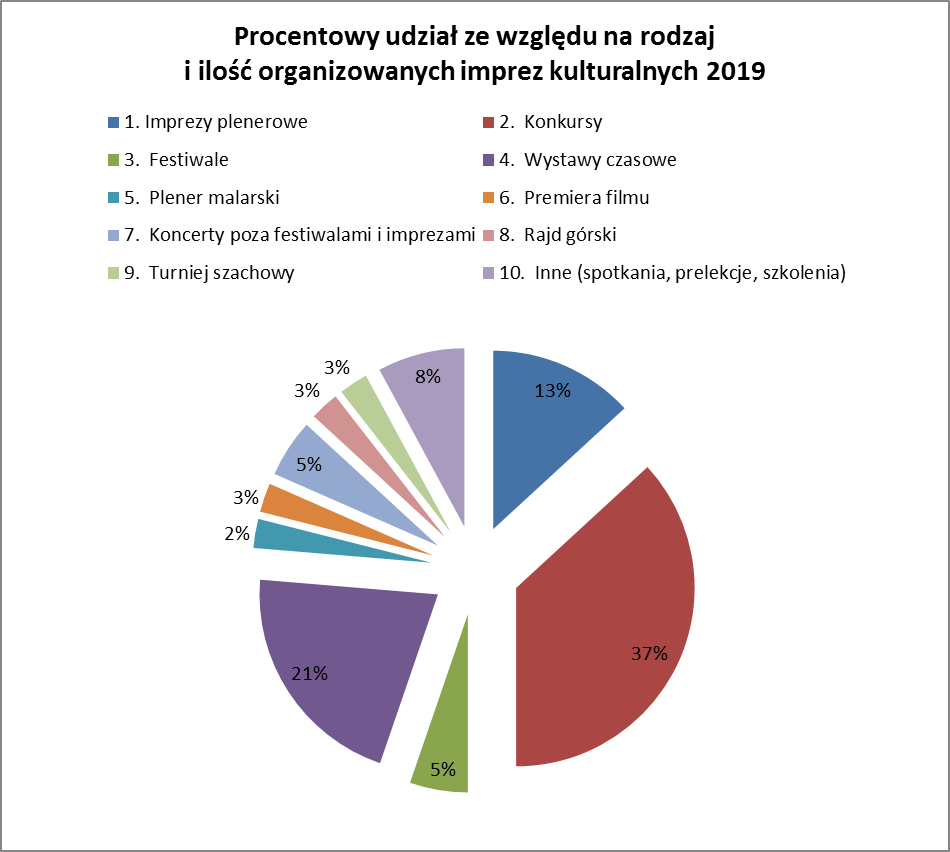 Procentowy udział ze względu na rodzaj
i ilość organizowanych imprez kulturalnych 2019
1. Imprezy plenerowe
2. Konkursy
3. Festiwale
4. Wystawy czasowe
5. Plener malarski
6. Premiera filmu
7. Koncerty poza festiwalami i imprezami
8. Rajd górski
9. Turniej szachowy
10. Inne (spotkania, prelekcje, szkolenia)
13%
37%
5%
21%
2%
3%
5%
3%
3%
8%